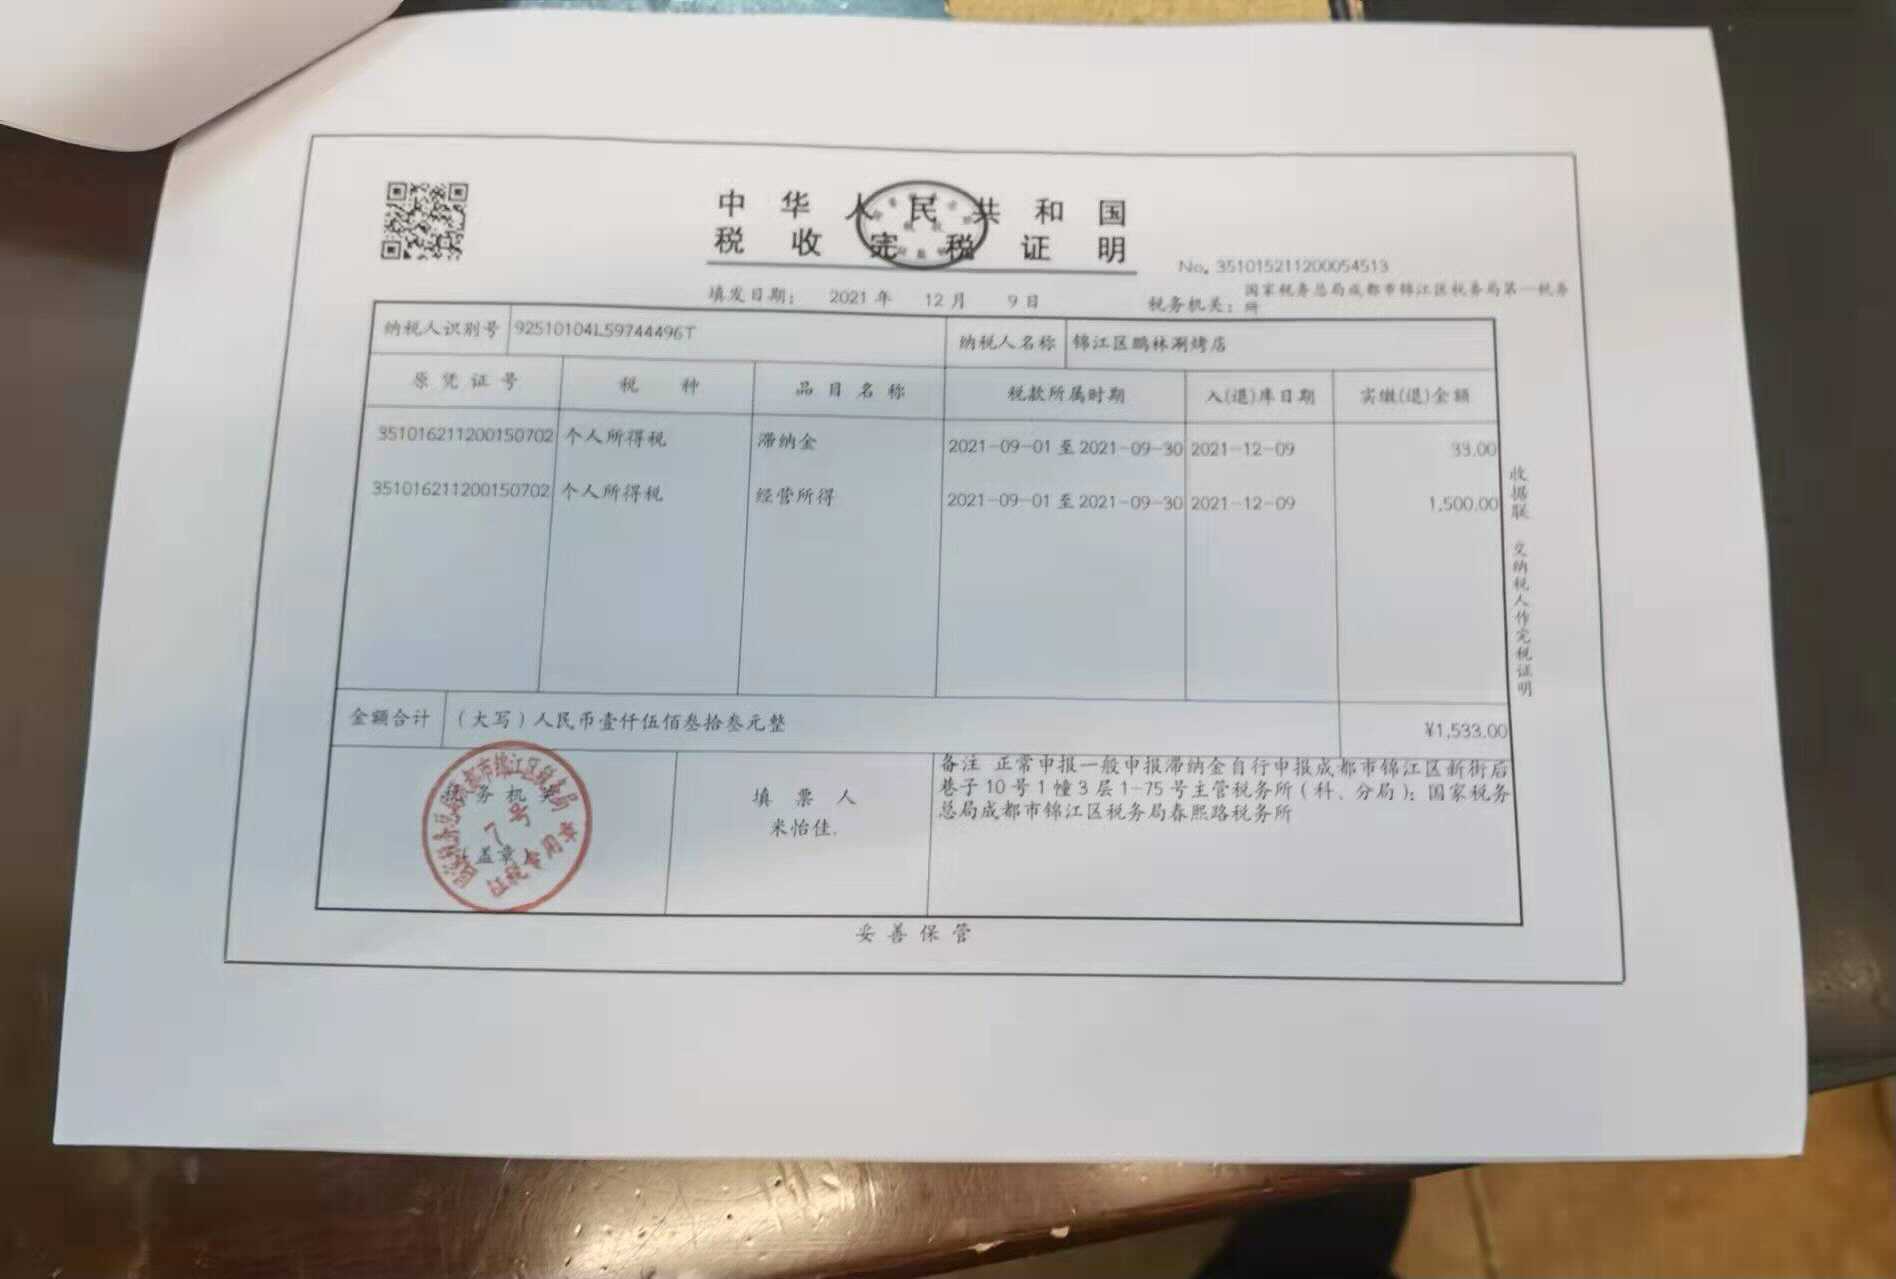 中华人民共和国
税收完税证明
No. 351015211200054513
填发日期： 2021 年 12 月 9 日
税务机关：国家税务总局成都市锦江区税务局第一税务所
纳税人识别号 92510104L59744496T 纳税人名称 锦江区鹏林涮烤店
原凭证号 税种 品目名称 税款所属时期 入(退)库日期 实缴(退)金额
351016211200150702 个人所得税 滞纳金 2021-09-01 至 2021-09-30 2021-12-09 33.00
351016211200150702 个人所得税 经营所得 2021-09-01 至 2021-09-30 2021-12-09 1,500.00
金额合计 （大写）人民币壹仟伍佰叁拾叁元整 ¥1,533.00
税务机关
（盖章）
国家税务总局成都市锦江区税务局
7号
征税专用章
填票人
米怡佳
备注 正常申报一般申报滞纳金自行申报成都市锦江区新街后
巷子10号1幢3层1-75号主管税务所（科、分局）：国家税务
总局成都市锦江区税务局春熙路税务所
收据联 交纳税人作完税证明
妥善保管